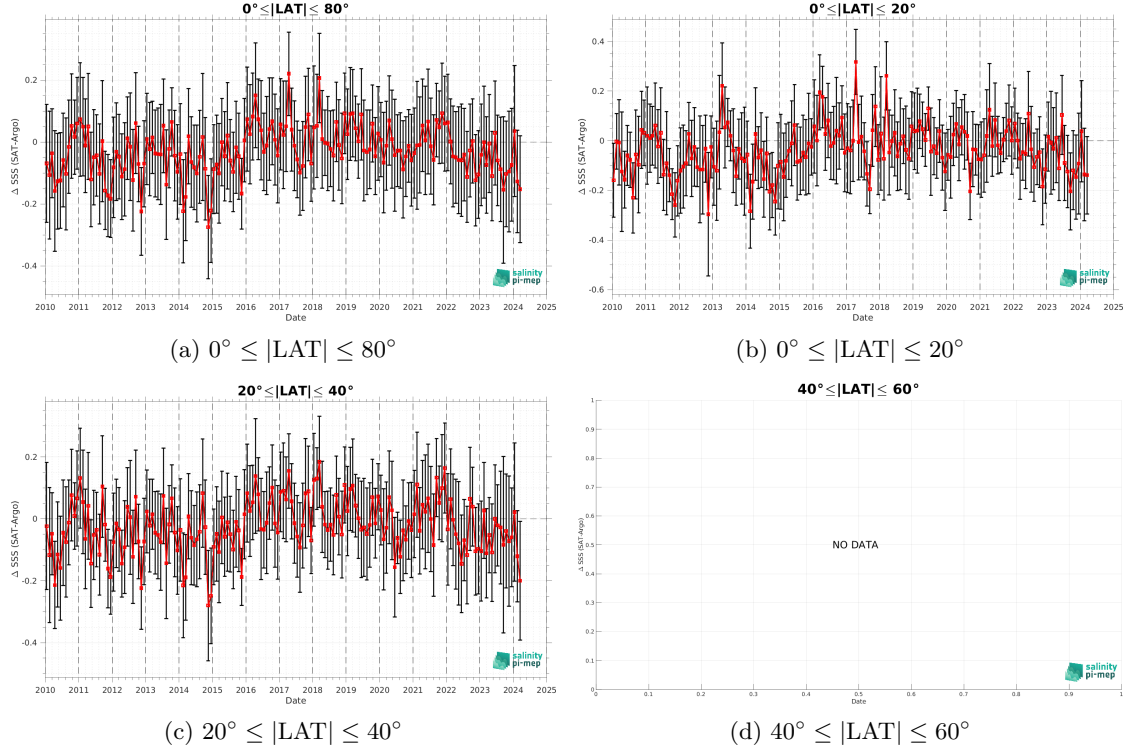 0°≤|LAT|≤ 80°
Δ SSS (SAT-Argo)
0.2
0
-0.2
-0.4
2010 2011 2012 2013 2014 2015 2016 2017 2018 2019 2020 2021 2022 2023 2024 2025
Date
salinity
pi-mep
(a) 0° ≤ |LAT| ≤ 80°
0°≤|LAT|≤ 20°
Δ SSS (SAT-Argo)
0.4
0.2
0
-0.2
-0.4
-0.6
2010 2011 2012 2013 2014 2015 2016 2017 2018 2019 2020 2021 2022 2023 2024 2025
Date
salinity
pi-mep
(b) 0° ≤ |LAT| ≤ 20°
20°≤|LAT|≤ 40°
Δ SSS (SAT-Argo)
0.2
0
-0.2
-0.4
2010 2011 2012 2013 2014 2015 2016 2017 2018 2019 2020 2021 2022 2023 2024 2025
Date
salinity
pi-mep
(c) 20° ≤ |LAT| ≤ 40°
40°≤|LAT|≤ 60°
Δ SSS (SAT-Argo)
1
0.9
0.8
0.7
0.6
0.5
0.4
0.3
0.2
0.1
0
NO DATA
0 0.1 0.2 0.3 0.4 0.5 0.6 0.7 0.8 0.9 1
Date
salinity
pi-mep
(d) 40° ≤ |LAT| ≤ 60°